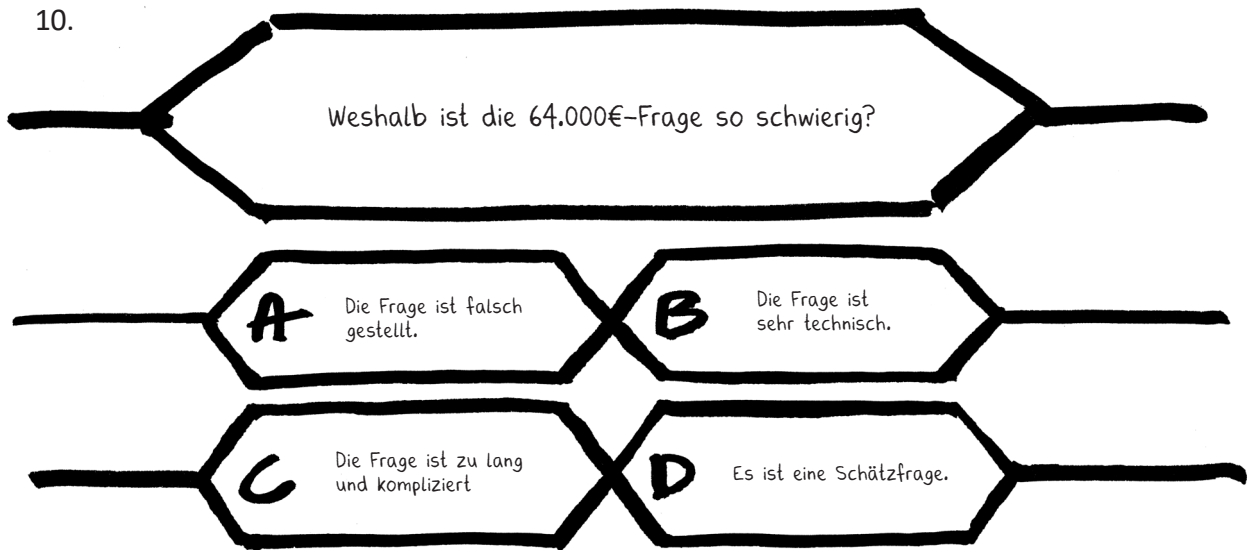 10.
Weshalb ist die 64.000€-Frage so schwierig?
A
Die Frage ist falsch
gestellt.
B
Die Frage ist
sehr technisch.
C
Die Frage ist zu lang
und kompliziert
D
Es ist eine Schätzfrage.